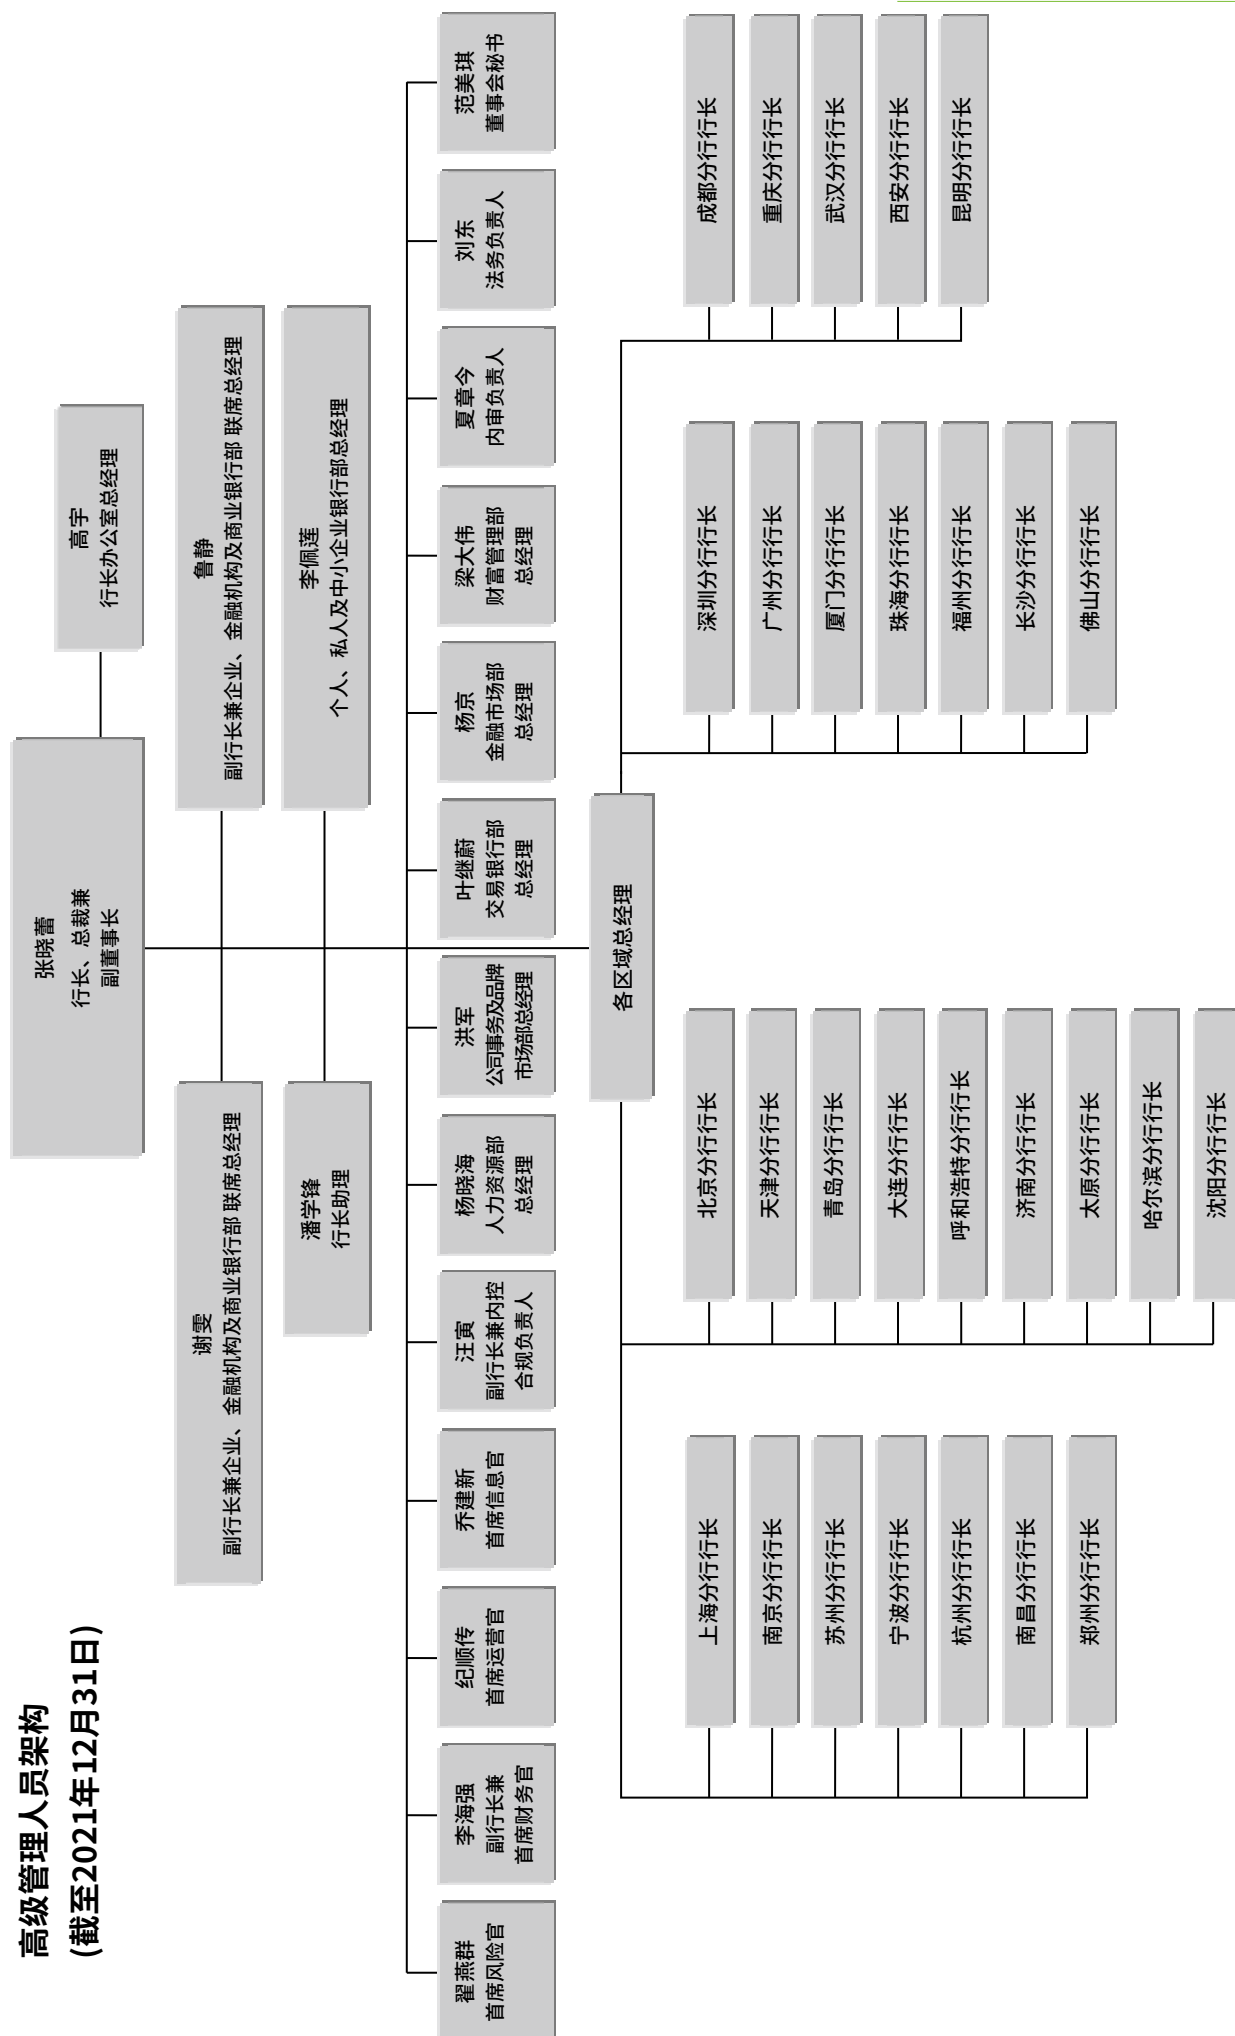 高级管理人员架构
(截至2021年12月31日)
张晓蕾
行长、总裁兼
副董事长
高宇
行长办公室总经理
谢雯
副行长兼企业、金融机构及商业银行部 联席总经理
鲁静
副行长兼企业、金融机构及商业银行部 联席总经理
潘学锋
行长助理
李佩莲
个人、私人及中小企业银行部总经理
翟燕群
首席风险官
李海强
副行长兼
首席财务官
纪顺传
首席运营官
乔建新
首席信息官
汪寅
副行长兼内控
合规负责人
杨晓海
人力资源部
总经理
洪军
公司事务及品牌
市场部总经理
叶继蔚
交易银行部
总经理
杨京
金融市场部
总经理
梁大伟
财富管理部
总经理
夏章今
内审负责人
刘东
法务负责人
范美琪
董事会秘书
各区域总经理
上海分行行长
南京分行行长
苏州分行行长
宁波分行行长
杭州分行行长
南昌分行行长
郑州分行行长
北京分行行长
天津分行行长
青岛分行行长
大连分行行长
呼和浩特分行行长
济南分行行长
太原分行行长
哈尔滨分行行长
沈阳分行行长
深圳分行行长
广州分行行长
厦门分行行长
珠海分行行长
福州分行行长
长沙分行行长
佛山分行行长
成都分行行长
重庆分行行长
武汉分行行长
西安分行行长
昆明分行行长